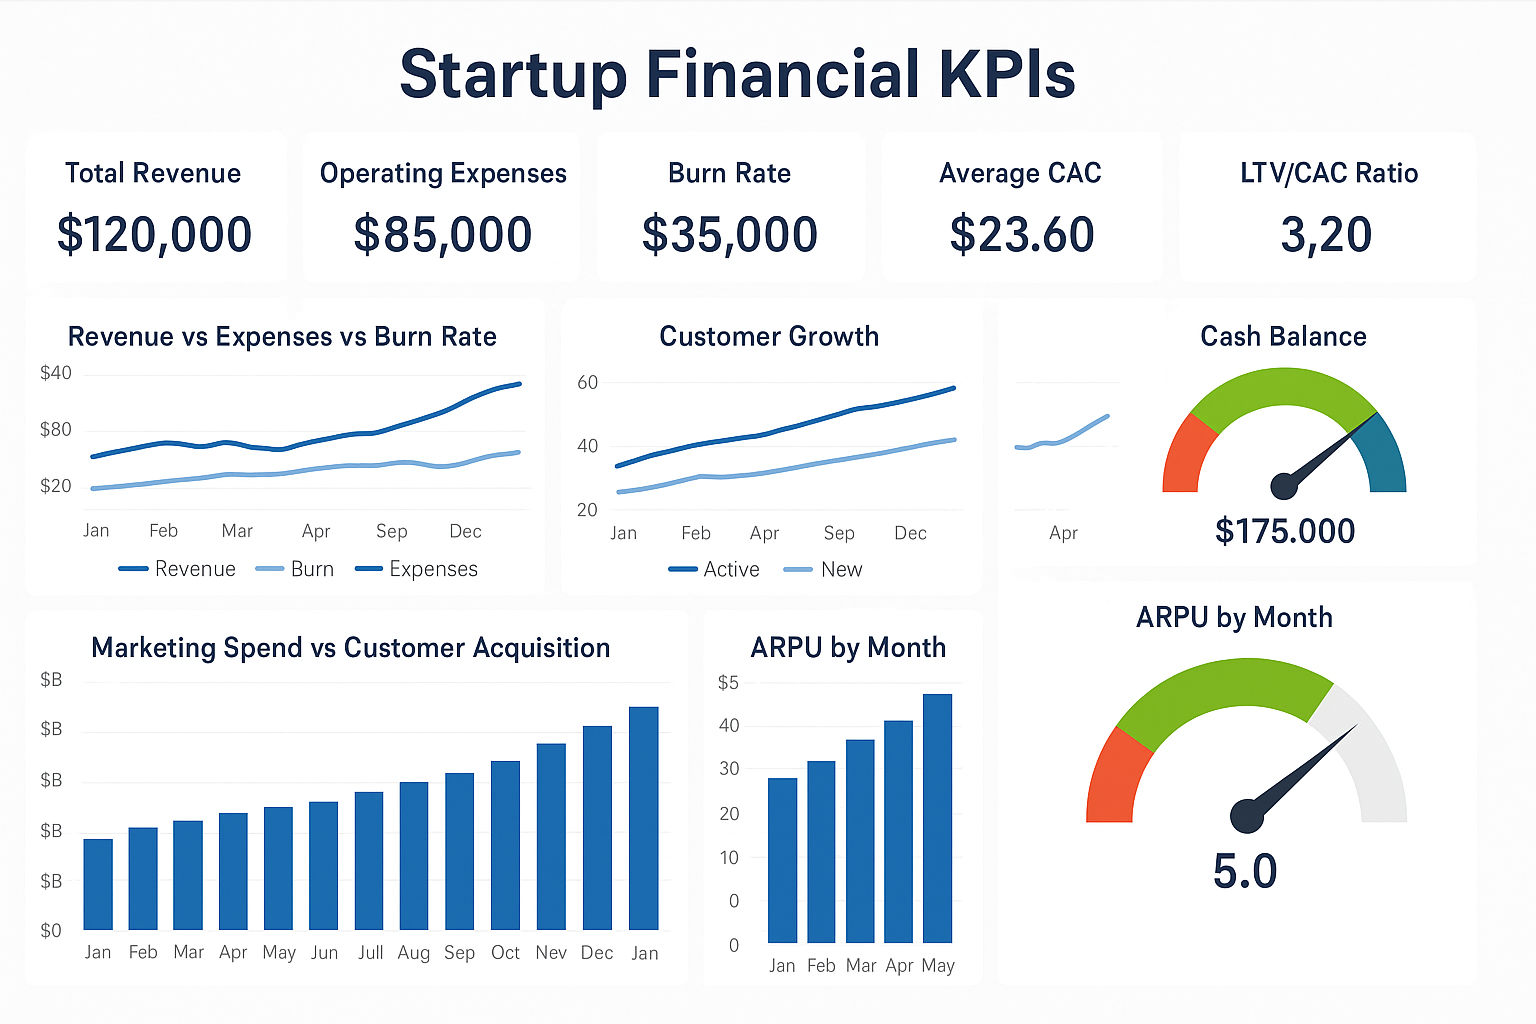 Startup Financial KPIs
Total Revenue
$120,000
Operating Expenses
$85,000
Burn Rate
$35,000
Average CAC
$23.60
LTV/CAC Ratio
3,20
Revenue vs Expenses vs Burn Rate
$40
$80
$20
Jan Feb Mar Apr Sep Dec
Revenue Burn Expenses
Customer Growth
60
40
20
Jan Feb Apr Sep Dec
Active New
Apr
Cash Balance
$175.000
Marketing Spend vs Customer Acquisition
$B
$B
$B
$B
$B
$0
Jan Feb Mar Apr May Jun Jull Aug Sep Oct Nev Dec Jan
ARPU by Month
$5
40
30
20
10
0
0
Jan Feb Mar Apr May
ARPU by Month
5.0